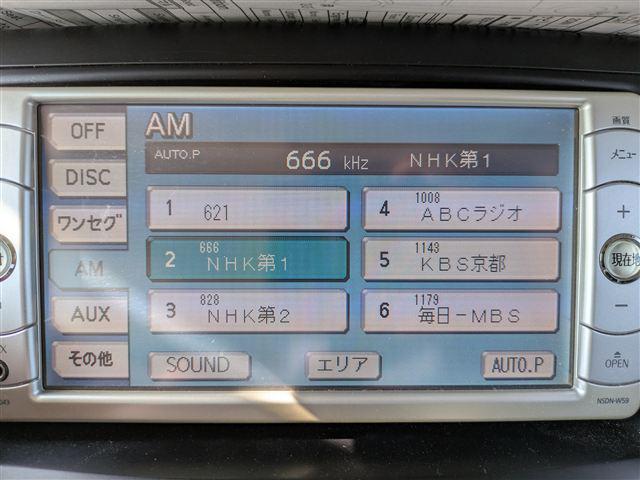 OFF
AM
画質
AUTO.P 666 kHz NHK第1
メニュー
DISC
1 621
4 1008 ABCラジオ
ワンセグ
AM
2 666 NHK第1
5 1143 KBS京都
現在地
AUX
3 828 NHK第2
6 1179 毎日-MBS
その他
SOUND
エリア
AUTO.P
OPEN
NSDN-W59